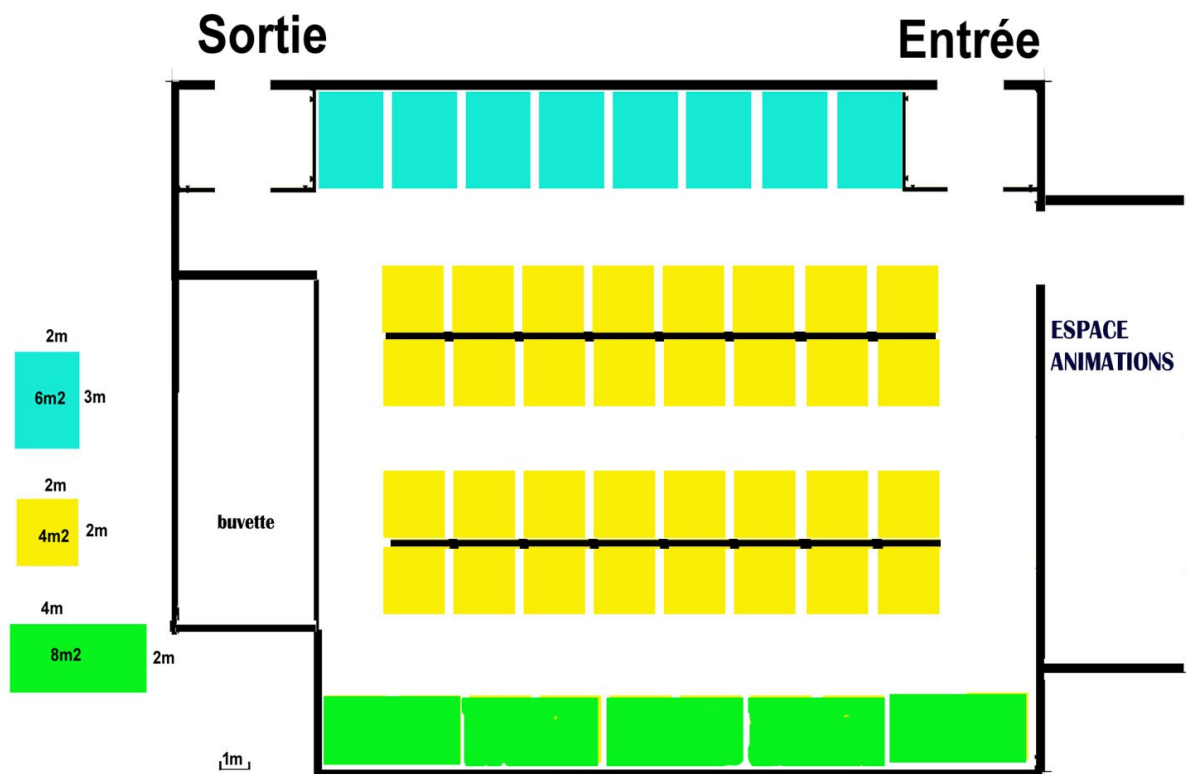 Sortie
Entrée
2m
6m2
3m
2m
4m2
2m
4m
8m2
2m
buvette
ESPACE
ANIMATIONS
1m